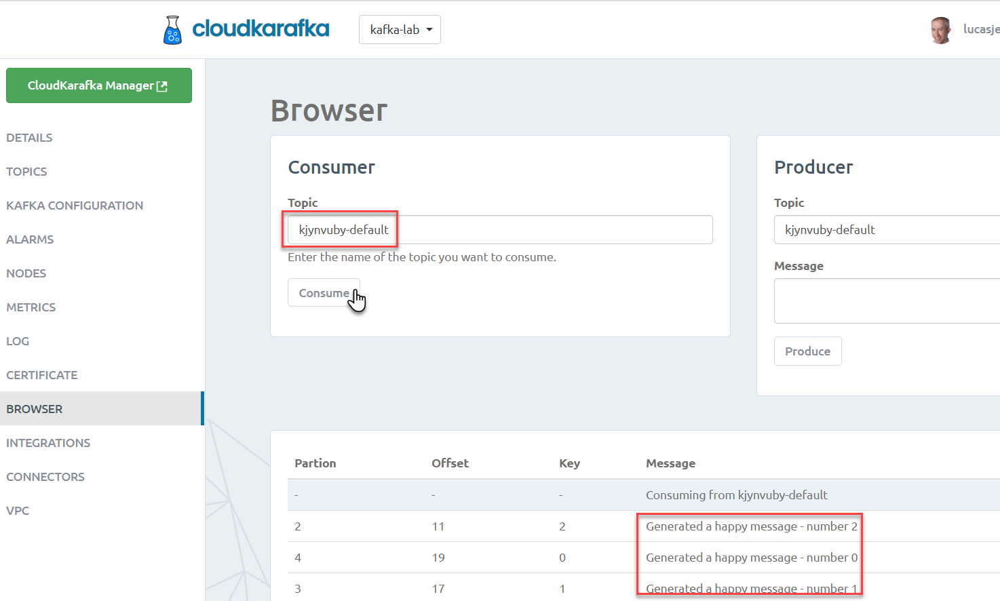 cloudkarafka
kafka-lab
lucasje
CloudKarafka Manager
DETAILS
TOPICS
KAFKA CONFIGURATION
ALARMS
NODES
METRICS
LOG
CERTIFICATE
BROWSER
INTEGRATIONS
CONNECTORS
VPC
Browser
Consumer
Topic
kjynvuby-default
Enter the name of the topic you want to consume.
Consume
Producer
Topic
kjynvuby-default
Message
Produce
Partion Offset Key Message
- - - Consuming from kjynvuby-default
2 11 2 Generated a happy message - number 2
4 19 0 Generated a happy message - number 0
3 17 1 Generated a happy message - number 1